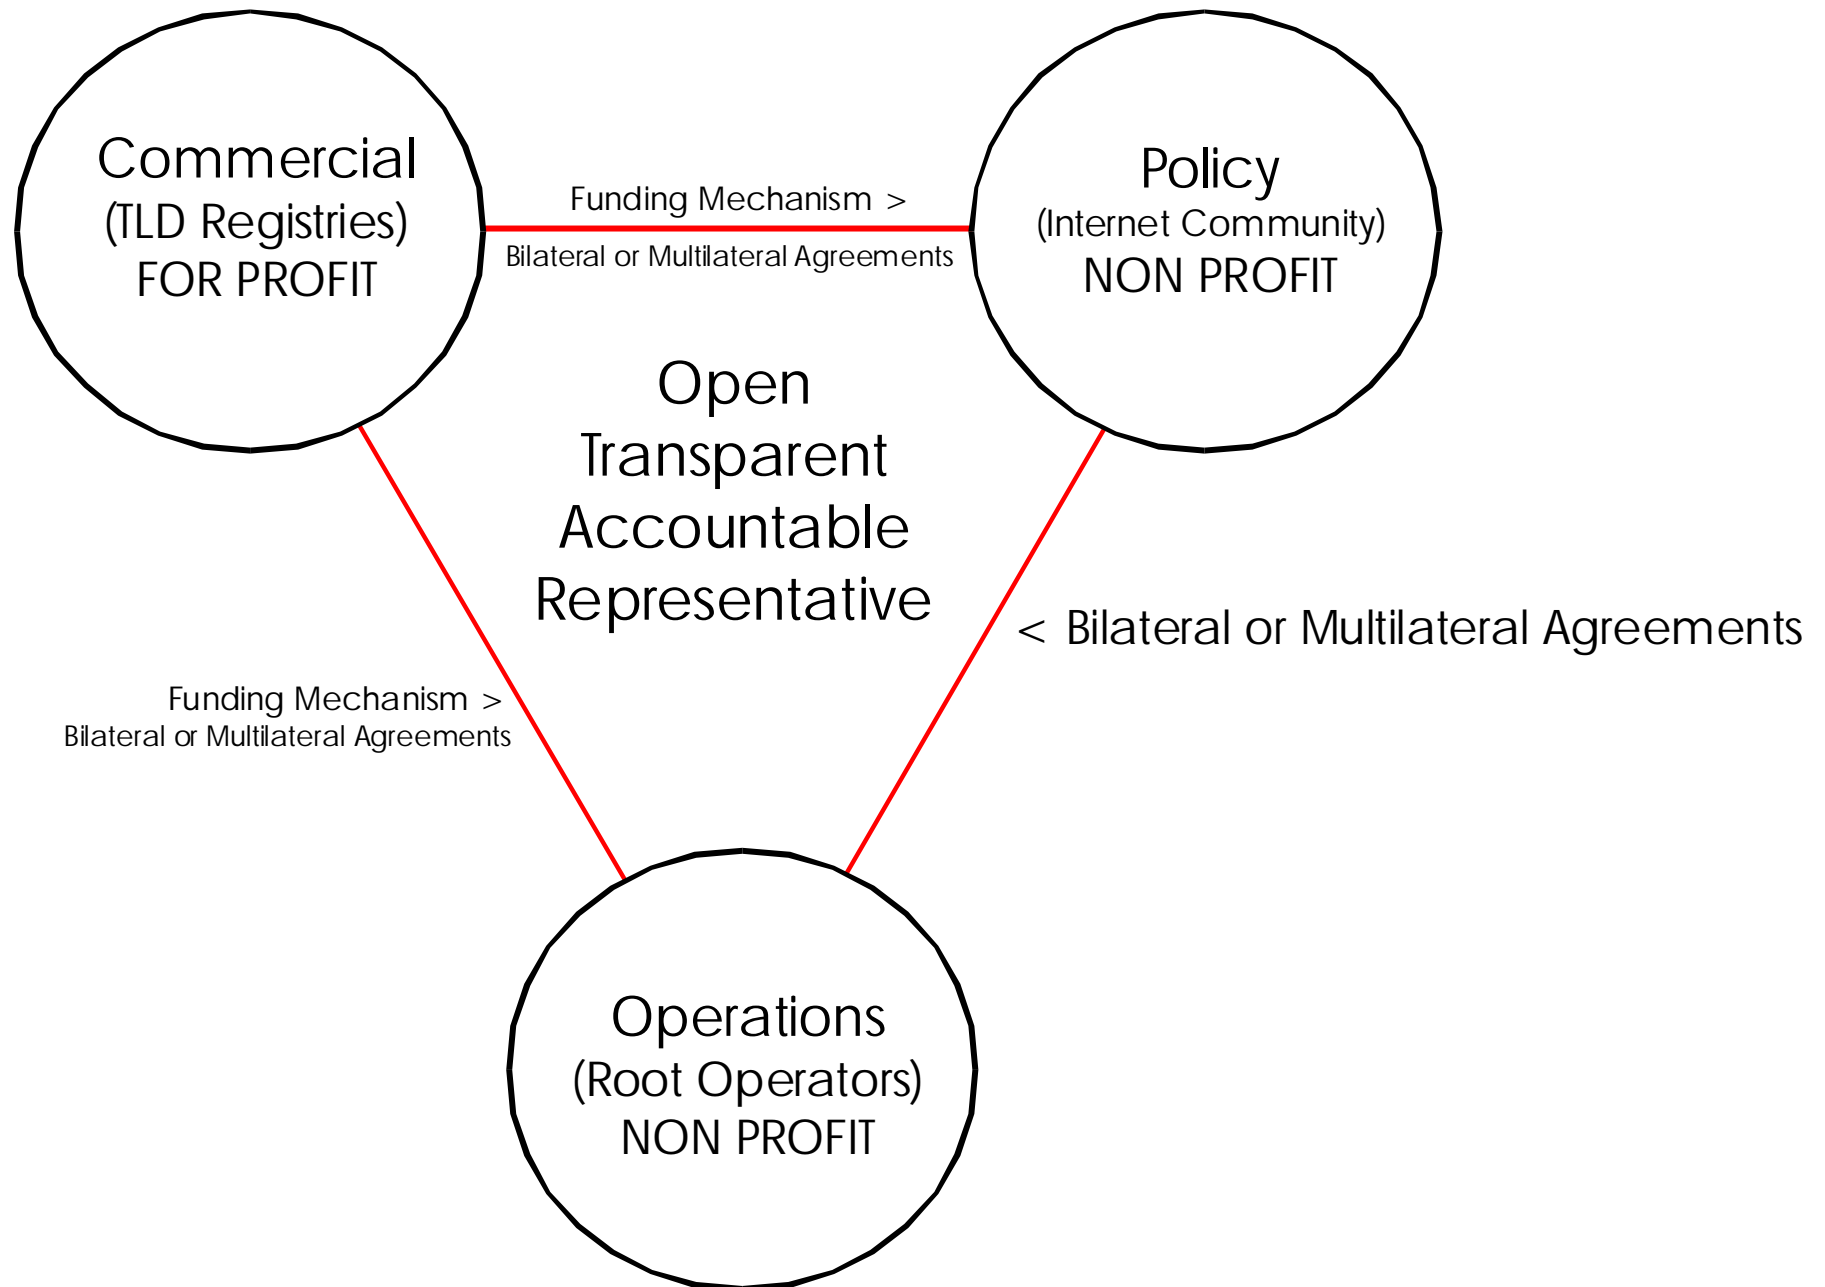 Commercial
(TLD Registries)
FOR PROFIT
Funding Mechanism >
Bilateral or Multilateral Agreements
Policy
(Internet Community)
NON PROFIT
Open
Transparent
Accountable
Representative
< Bilateral or Multilateral Agreements
Funding Mechanism >
Bilateral or Multilateral Agreements
Operations
(Root Operators)
NON PROFIT